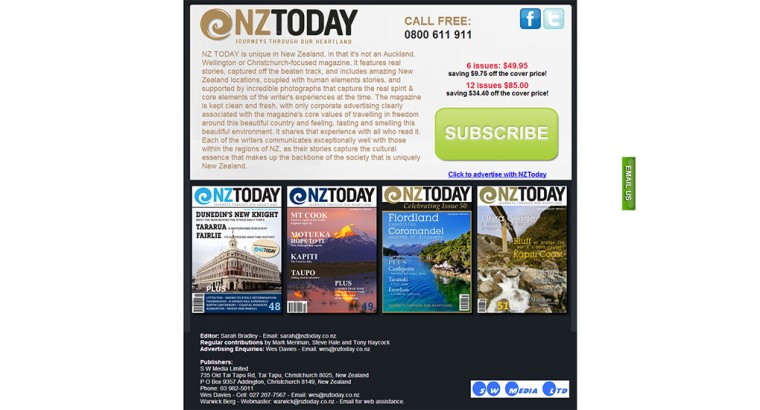 NZTODAY
JOURNEYS THROUGH OUR HEARTLAND
CALL FREE:
0800 611 911
NZ TODAY is unique in New Zealand, in that it's not an Auckland,
Wellington or Christchurch-focused magazine. It features real
stories, captured off the beaten track, and includes amazing New
Zealand locations, coupled with human elements stories, and
supported by incredible photographs that capture the real spirit &
core elements of the writer's experiences at the time. The magazine
is kept clean and fresh, with only corporate advertising clearly
associated with the magazine's core values of travelling in freedom
around this beautiful country and feeling, tasting and smelling this
beautiful environment. It shares that experience with all who read it.
Each of the writers communicates exceptionally well with those
within the regions of NZ, as their stories capture the cultural
essence that makes up the backbone of the society that is uniquely
New Zealand.
6 issues: $49.95
saving $9.75 off the cover price!
12 issues $85.00
saving $34.40 off the cover price!
SUBSCRIBE
Click to advertise with NZToday
EMAIL US
NZTODAY
DUNEDIN'S NEW KNIGHT
TARARUA
FAIRLIE
NZTODAY
PLUS
48
NZTODAY
MT COOK
MOTUEKA
HOPS TO IT
KAPITI
TAUPO
PLUS
49
NZTODAY
Celebrating Issue 50
Fiordland
Expedition
Coromandel
Journey of discovery
PLUS
Castlepoint
Taranaki
Foxton
NZTODAY
Bluff
Kapiti Coast
51
Editor: Sarah Bradley - Email: sarah@nztoday.co.nz
Regular contributions by Mark Meriman, Steve Hale and Tony Haycock
Advertising Enquires: Wes Davies - Email: wes@nztoday.co.nz
Publishers:
S W Media Limited
735 Old Tai Tapu Rd, Tai Tapu, Christchurch 8025, New Zealand
P O Box 9357 Addington, Christchurch 8149, New Zealand
Phone: 03 982-5011
Wes Davies - Cell: 027 207-7567 - Email: wes@nztoday.co.nz
Warwick Berg - Webmaster: warwick@nztoday.co.nz - Email for web assistance.
S W MEDIA LTD